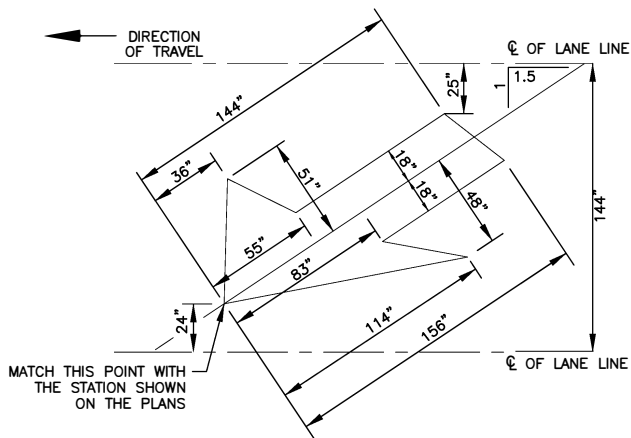 DIRECTION
OF TRAVEL
℄ OF LANE LINE
1
1.5
25"
144"
36"
51"
18"
18"
48"
144"
55"
83"
24"
114"
156"
MATCH THIS POINT WITH
THE STATION SHOWN
ON THE PLANS
℄ OF LANE LINE